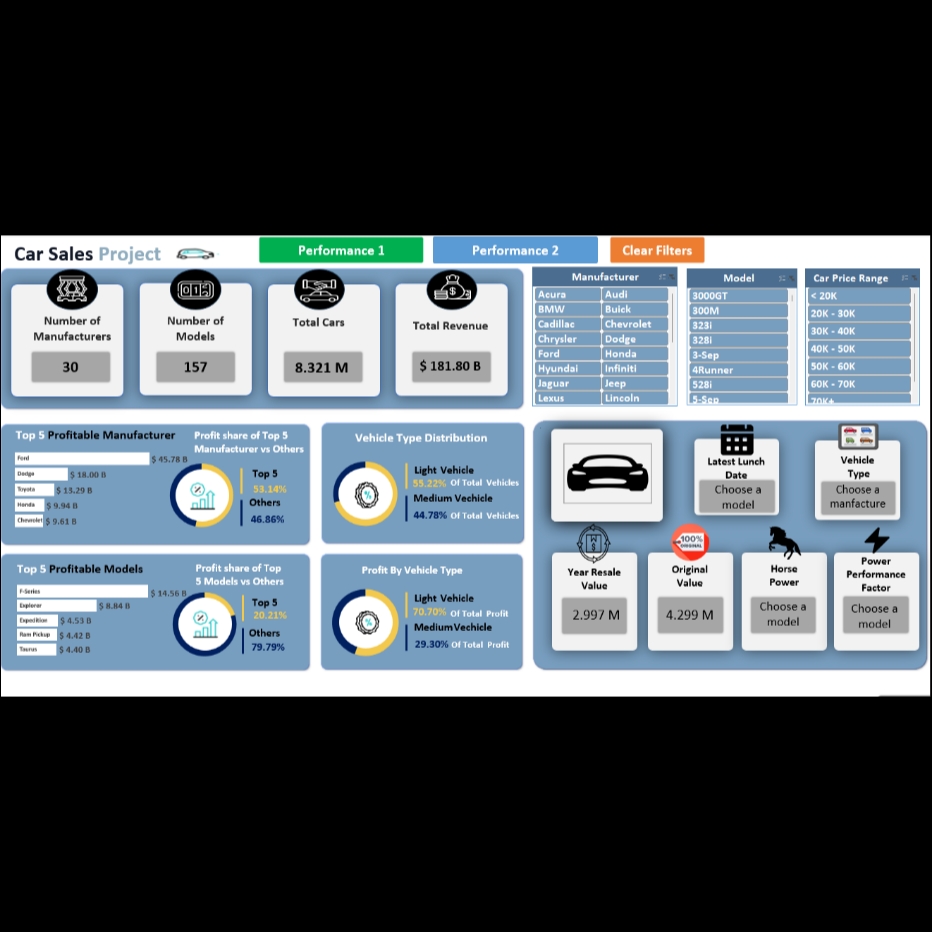 Car Sales Project
Performance 1
Performance 2
Clear Filters
Number of
Manufacturers
30
Number of
Models
157
Total Cars
8.321 M
Total Revenue
$ 181.80 B
Manufacturer
Acura
Audi
BMW
Buick
Cadillac
Chevrolet
Chrysler
Dodge
Ford
Honda
Hyundai
Infiniti
Jaguar
Jeep
Lexus
Lincoln
Model
3000GT
300M
323i
328i
3-Sep
4Runner
528i
5-Sep
Car Price Range
< 20K
20K - 30K
30K - 40K
40K - 50K
50K - 60K
60K - 70K
70K+
Top 5 Profitable Manufacturer
Ford
$ 45.78 B
Dodge
$ 18.00 B
Toyota
$ 13.29 B
Honda
$ 9.94 B
Chevrolet
$ 9.61 B
Profit share of Top 5
Manufacturer vs Others
Top 5
53.14%
Others
46.86%
Vehicle Type Distribution
Light Vehicle
55.22% Of Total Vehicles
Medium Vechicle
44.78% Of Total Vehicles
Top 5 Profitable Models
F-Series
$ 14.56 B
Explorer
$ 8.84 B
Expedition
$ 4.53 B
Ram Pickup
$ 4.42 B
Taurus
$ 4.40 B
Profit share of Top
5 Models vs Others
Top 5
20.21%
Others
79.79%
Profit By Vehicle Type
Light Vehicle
70.70% Of Total Profit
Medium Vechicle
29.30% Of Total Profit
Latest Lunch
Date
Choose a
model
Vehicle
Type
Choose a
manfacture
Year Resale
Value
2.997 M
100%
ORIGINAL
Original
Value
4.299 M
Horse
Power
Choose a
model
Power
Performance
Factor
Choose a
model